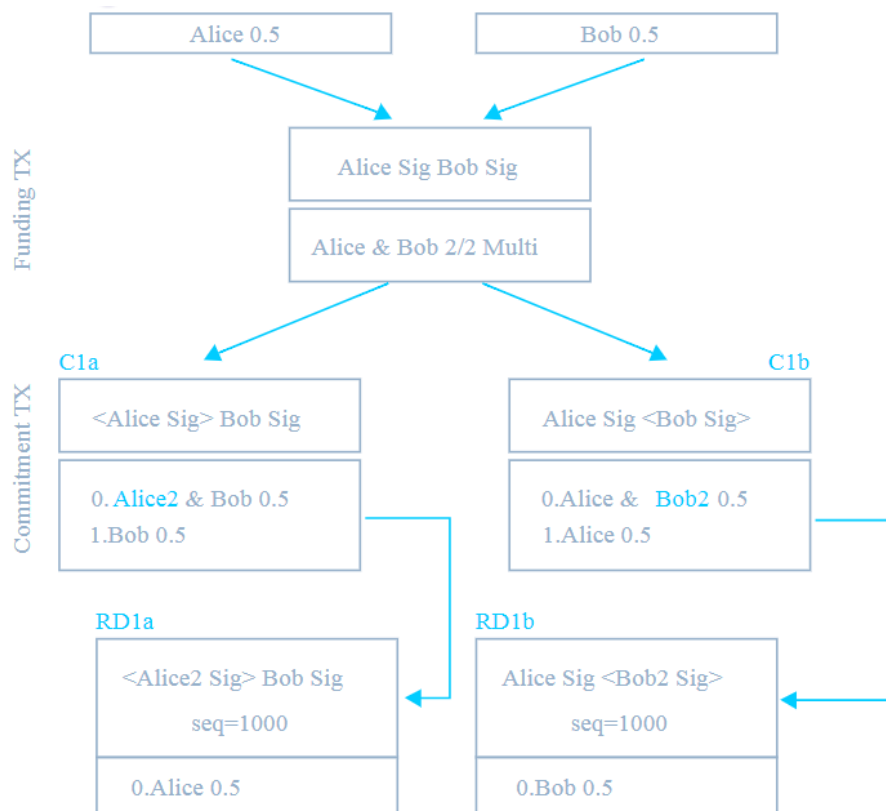 Alice 0.5
Bob 0.5
Funding TX
Alice Sig Bob Sig
Alice & Bob 2/2 Multi
C1a
C1b
Commitment TX
<Alice Sig> Bob Sig
Alice Sig <Bob Sig>
0. Alice2 & Bob 0.5
1.Bob 0.5
0.Alice & Bob2 0.5
1.Alice 0.5
RD1a
RD1b
<Alice2 Sig> Bob Sig
seq=1000
Alice Sig <Bob2 Sig>
seq=1000
0.Alice 0.5
0.Bob 0.5